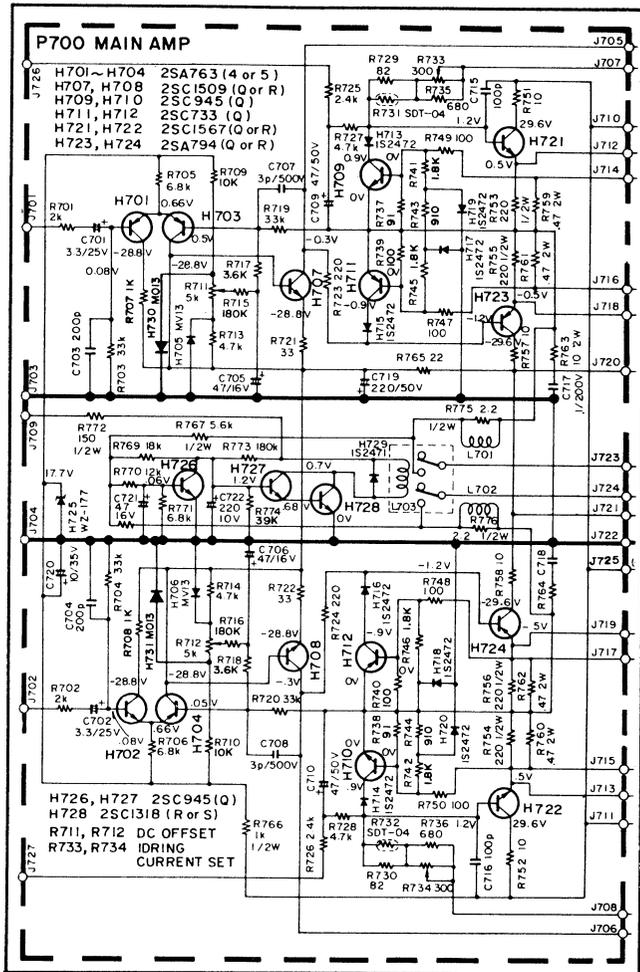 P700 MAIN AMP
H701~H704 2SA763 (4 or 5)
H707, H708 2SC1509 (Q or R)
H709, H710 2SC945 (Q)
H711, H712 2SC733 (Q)
H721, H722 2SC1567 (Q or R)
H723, H724 2SA794 (Q or R)
J726
J701
J703
J709
J704
J702
J727
J705
J707
J710
J712
J714
J716
J718
J720
J723
J724
J721
J722
J725
J719
J717
J715
J713
J711
J708
J706
R725
2.4k
R729
82
R733
300
R735
680
R731 SDT-04
C715
100p
R751
10
29.6V
1.2V
R727
4.7k
0.9V
H713
IS2472
0V
R749 100
H721
0.5V
R705
6.8k
R709
10K
C707
3p/500V
C709 47/50V
H709
0V
R741
1.8K
R737
91
R743
910
H719
IS2472
R753
220
1/2W
R759
.47 2W
R701
2k
C701
3.3/25V
0.08V
H701
0.66V
H703
0.5V
R719
33k
-0.3V
-28.8V
R717
3.6K
R711
5k
R715
180K
R713
4.7k
R707 1K
H730 MO13
H705 MV13
H707
-28.8V
R723 220
R739
100
0V
H711
-0.9V
1.8K
R745
H717
IS2472
R755
220 1/2W
R761
.47 2W
H715
IS2472
R747
100
H723
-0.5V
-1.2V
-29.6V
R757 10
C703 200p
R703 33k
C705
47/16V
R721
33
C719
220/50V
R765 22
R763
10 2W
C717
1/200V
R772
150
1/2W
R767 5.6k
1/2W
R769 18k
R773 180k
R770 12k
.06V
H726
1.2V
H727
0.7V
H729
IS2471
R775 2.2
1/2W
L701
L702
L703
17.7V
H725
WZ-177
C721
47
16V
R771
6.8k
C722
220
10V
R774
39K
.68V
H728
0V
R776
2.2 1/2W
C720
10/35V
C704
200p
R704 33k
H706
MV13
R714
4.7k
C706
47/16V
R722
33
R708 1K
H731 MO13
R712
5k
R716
180K
R718
3.6K
-28.8V
H708
-.3V
R724 220
-1.2V
H716
IS2472
-.9V
H712
0V
R748
100
R746 1.8K
H718
IS2472
R758 10
-29.6V
H724
-.5V
C718
R764
R702
2k
C702
3.3/25V
-28.8V
.08V
H702
.66V
H704
.05V
R706
6.8k
R710
10K
R720 33k
C708
3p/500V
C710
47/50V
R740
100
R738
91
R744
910
H720
IS2472
R756
220 1/2W
R762
.47 2W
R754
220 1/2W
R760
.47 2W
H710
0V
.9V
H714
IS2472
R742
1.8K
R750 100
.5V
H722
29.6V
H726, H727 2SC945(Q)
H728 2SC1318 (R or S)
R711, R712 DC OFFSET
R733, R734 IDRING
CURRENT SET
R766
1k
1/2W
R726 2.4k
R728
4.7k
R732
SDT-04
R736
680
1.2V
R730
82
R734 300
C716 100p
R752 10